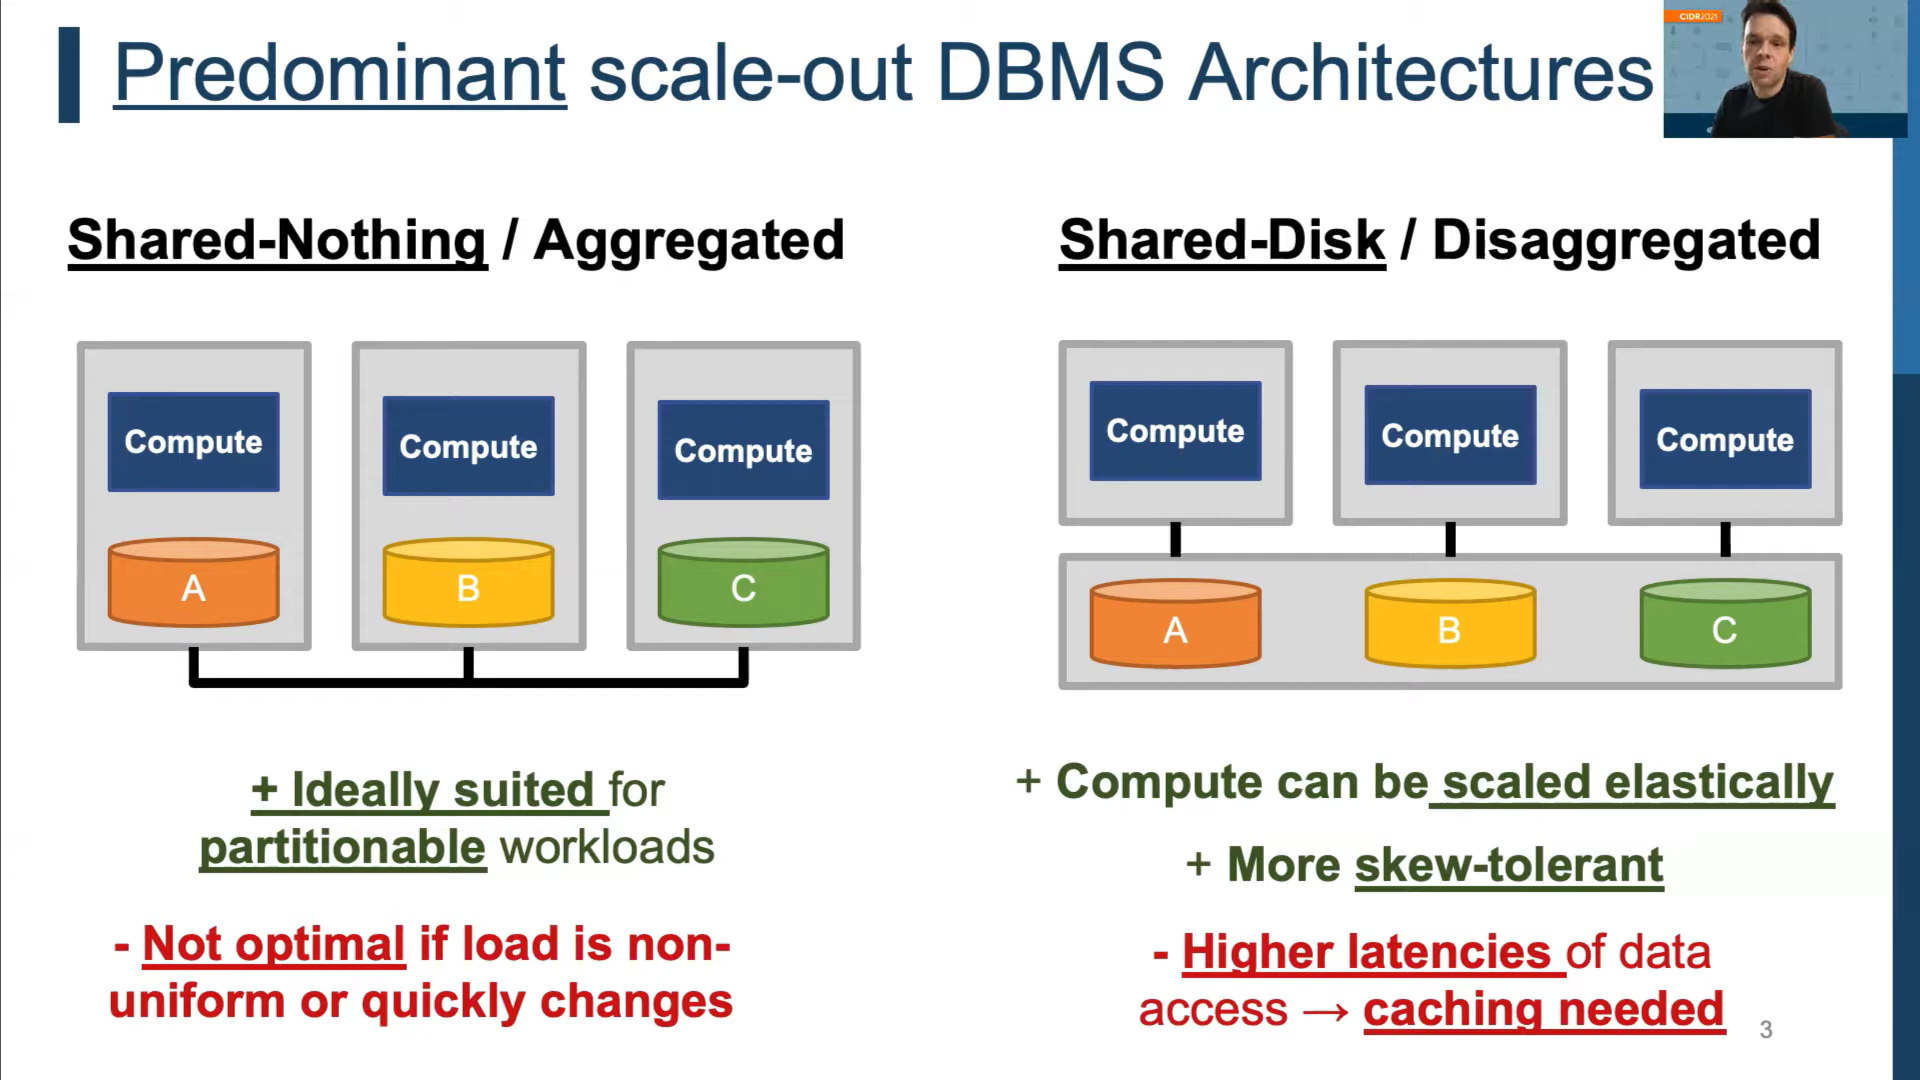 CIDR2021
Predominant scale-out DBMS Architectures
Shared-Nothing / Aggregated
Compute
Compute
Compute
A
B
C
+ Ideally suited for
partitionable workloads
- Not optimal if load is non-
uniform or quickly changes
Shared-Disk / Disaggregated
Compute
Compute
Compute
A
B
C
+ Compute can be scaled elastically
+ More skew-tolerant
- Higher latencies of data
access → caching needed
3